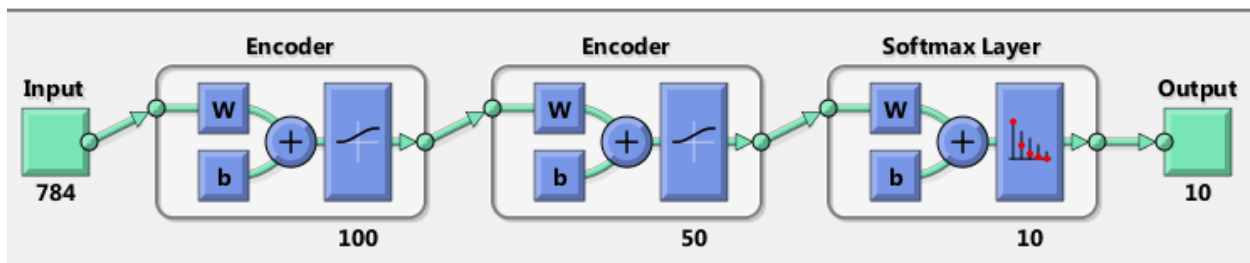 Encoder
Encoder
Softmax Layer
Input
Output
W
W
W
b
b
b
784
10
100
50
10